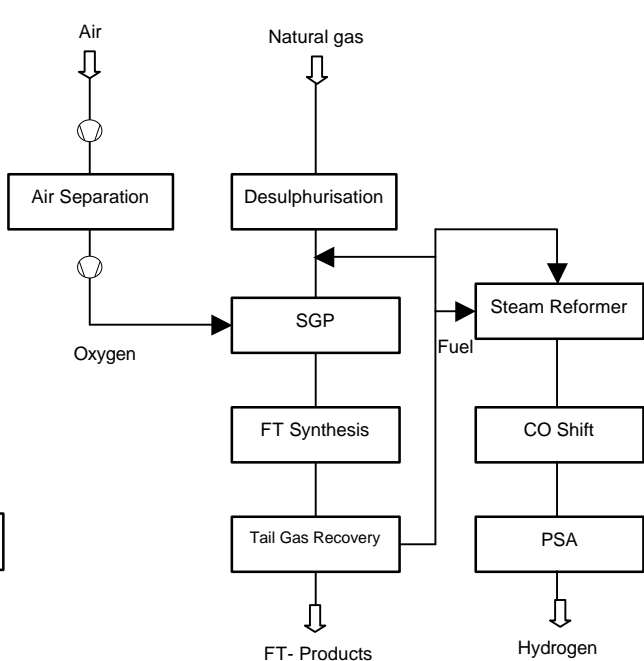 Air
Natural gas
Air Separation
Desulphurisation
SGP
Steam Reformer
Oxygen
Fuel
FT Synthesis
CO Shift
Tail Gas Recovery
PSA
FT- Products
Hydrogen